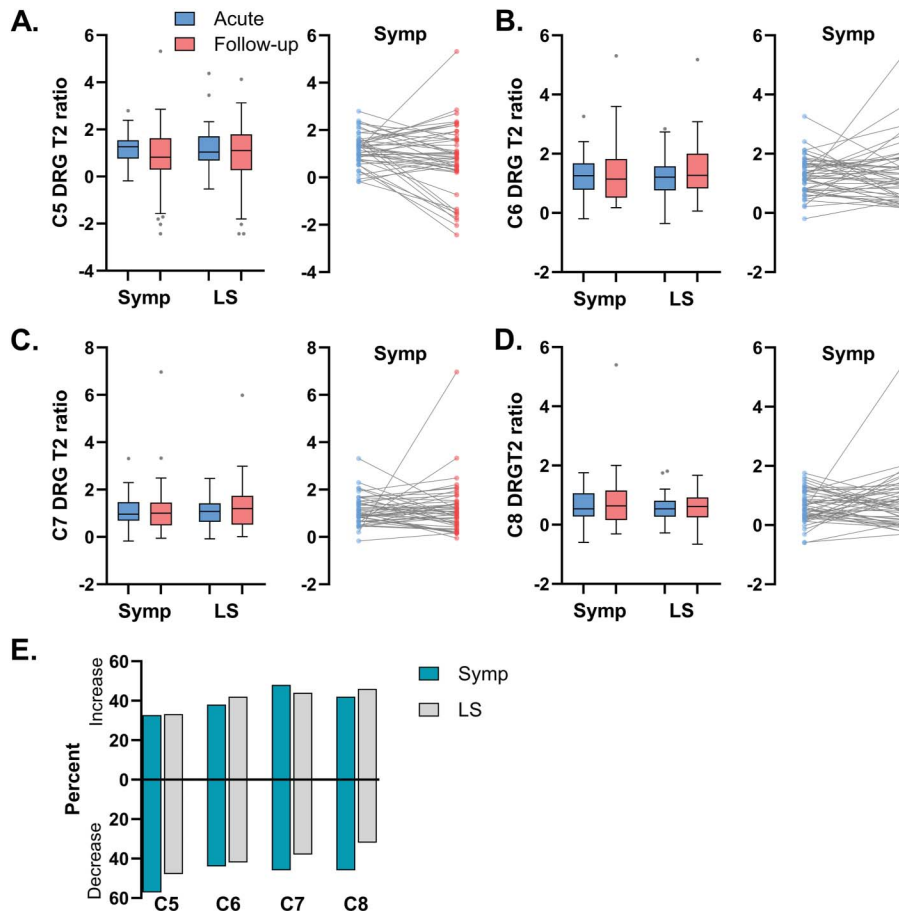 A.
Acute
Follow-up
C5 DRG T2 ratio
6
4
2
0
-2
-4
Symp LS
Symp
6
4
2
0
-2
-4
B.
C6 DRG T2 ratio
6
4
2
0
-2
Symp LS
Symp
6
4
2
0
-2
C.
C7 DRG T2 ratio
8
6
4
2
0
-2
Symp LS
Symp
8
6
4
2
0
-2
D.
C8 DRGT2 ratio
6
4
2
0
-2
Symp LS
Symp
6
4
2
0
-2
E.
Percent
Increase
Decrease
60
40
20
0
20
40
60
C5 C6 C7 C8
Symp
LS